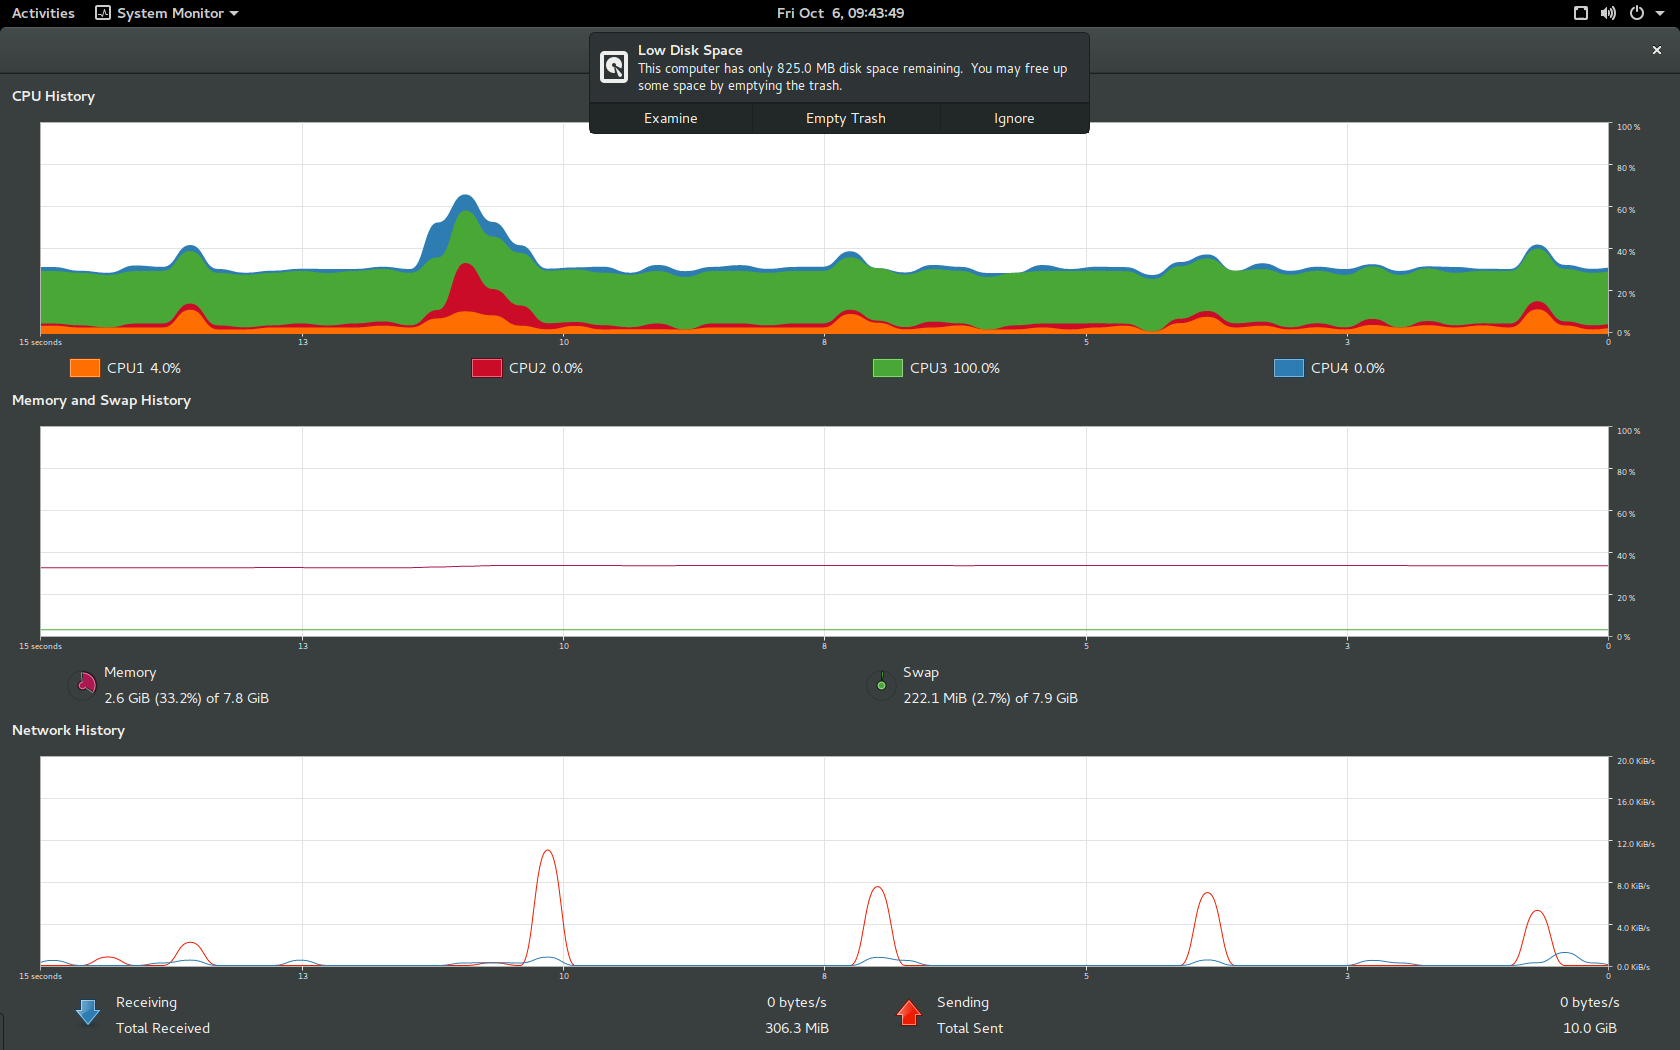 Activities
System Monitor
Fri Oct 6, 09:43:49
Low Disk Space
This computer has only 825.0 MB disk space remaining. You may free up
some space by emptying the trash.
Examine
Empty Trash
Ignore
CPU History
100 %
80 %
60 %
40 %
20 %
0 %
15 seconds
13
10
8
5
3
0
CPU1 4.0%
CPU2 0.0%
CPU3 100.0%
CPU4 0.0%
Memory and Swap History
100 %
80 %
60 %
40 %
20 %
0 %
15 seconds
13
10
8
5
3
0
Memory
2.6 GiB (33.2%) of 7.8 GiB
Swap
222.1 MiB (2.7%) of 7.9 GiB
Network History
20.0 KiB/s
16.0 KiB/s
12.0 KiB/s
8.0 KiB/s
4.0 KiB/s
0.0 KiB/s
15 seconds
13
10
8
5
3
0
Receiving
0 bytes/s
Total Received
306.3 MiB
Sending
0 bytes/s
Total Sent
10.0 GiB